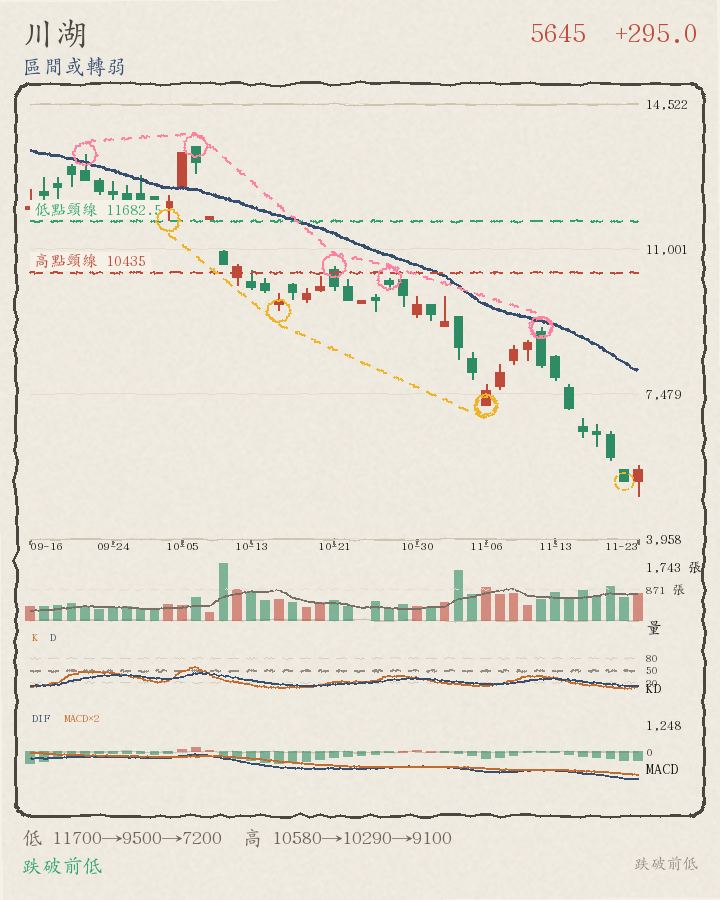 川湖
5645 +295.0
區間或轉弱
14,522
低點頸線 11682.5
11,001
高點頸線 10435
7,479
3,958
09-16 09-24 10-05 10-13 10-21 10-30 11-06 11-13 11-23
1,743 張
871 張
量
K D
80
50
20
KD
DIF MACD×2
1,248
0
MACD
低 11700→9500→7200 高 10580→10290→9100
跌破前低
跌破前低